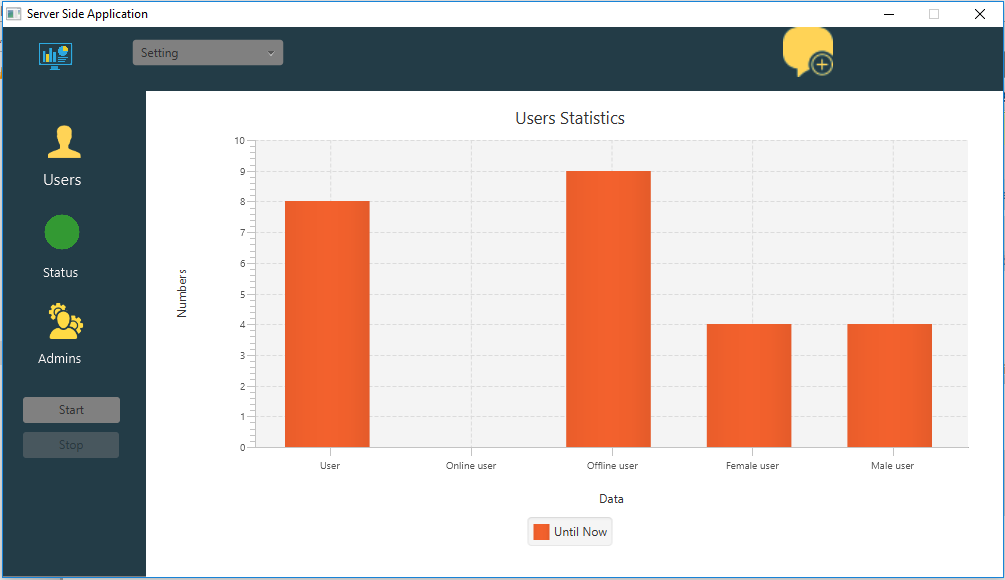 Server Side Application
Setting
Users
Status
Admins
Start
Stop
Users Statistics
10
9
8
7
6
5
4
3
2
1
0
Numbers
User Online user Offline user Female user Male user
Data
Until Now